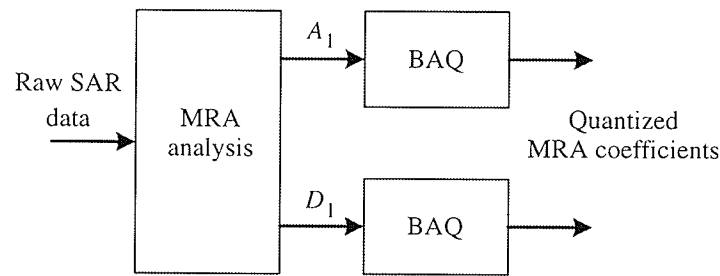 Raw SAR
data
MRA
analysis
A1
BAQ
D1
BAQ
Quantized
MRA coefficients